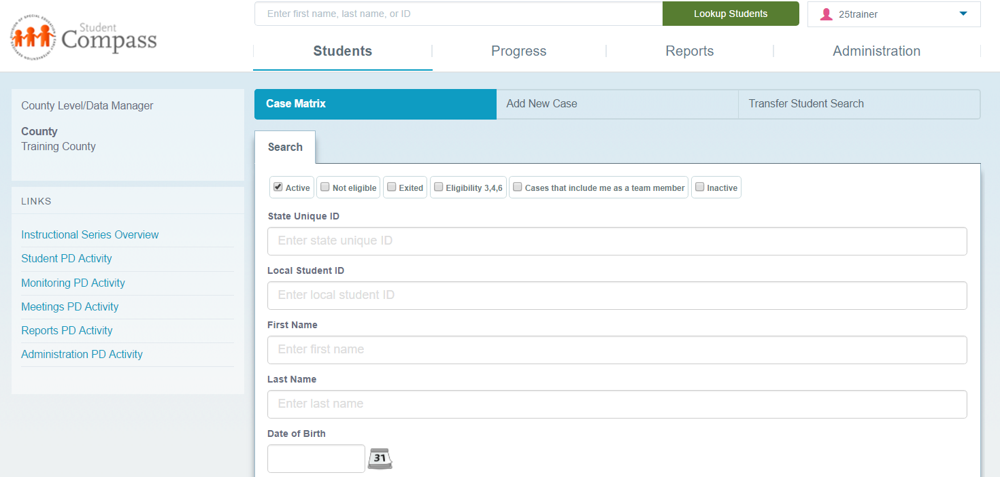 Enter first name, last name, or ID
Lookup Students
25trainer
Student
Compass
Students
Progress
Reports
Administration
County Level/Data Manager
County
Training County
LINKS
Instructional Series Overview
Student PD Activity
Monitoring PD Activity
Meetings PD Activity
Reports PD Activity
Administration PD Activity
Case Matrix
Add New Case
Transfer Student Search
Search
Active
Not eligible
Exited
Eligibility 3,4,6
Cases that include me as a team member
Inactive
State Unique ID
Enter state unique ID
Local Student ID
Enter local student ID
First Name
Enter first name
Last Name
Enter last name
Date of Birth
31